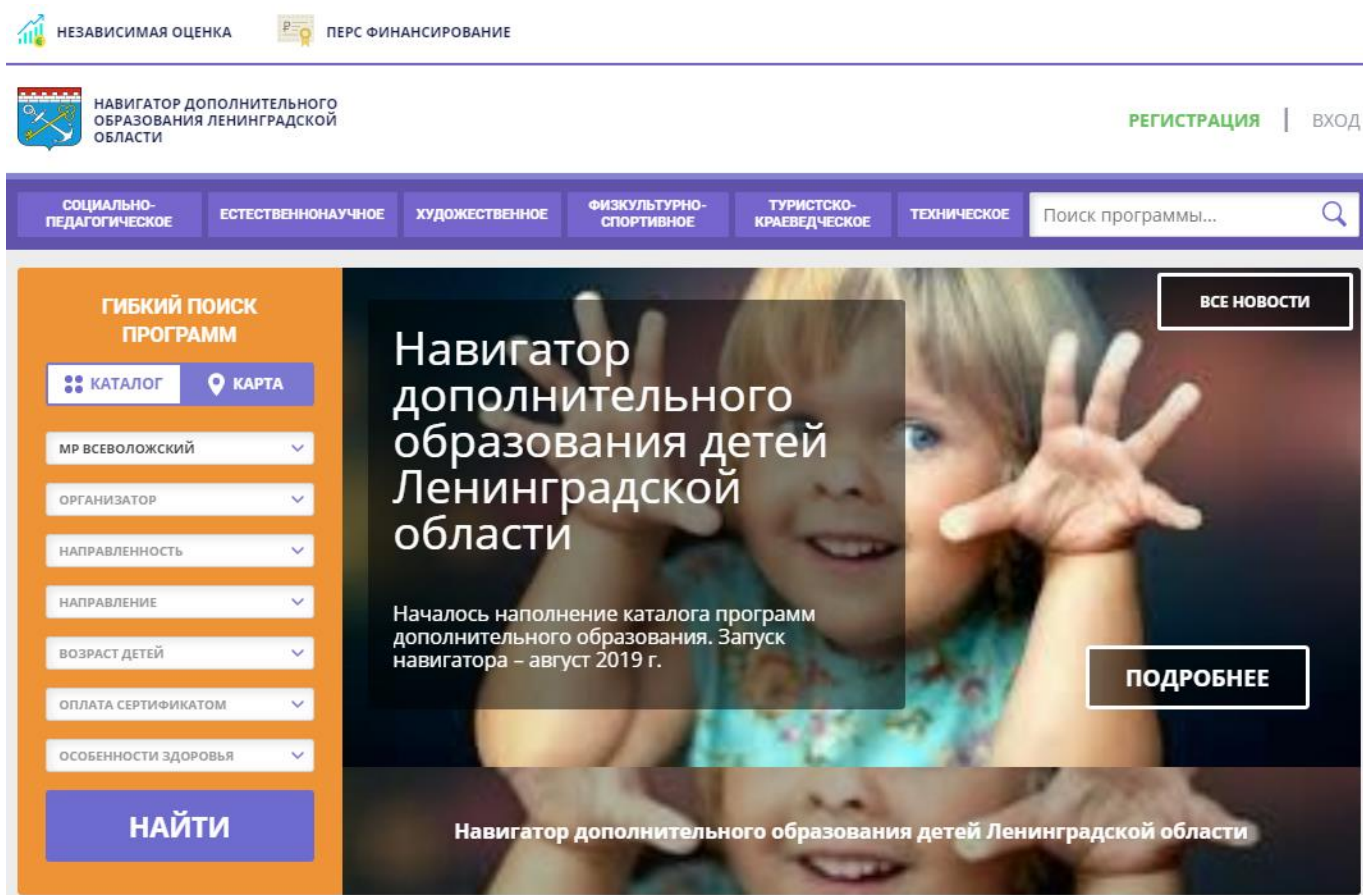 НЕЗАВИСИМАЯ ОЦЕНКА
ПЕРС ФИНАНСИРОВАНИЕ
НАВИГАТОР ДОПОЛНИТЕЛЬНОГО
ОБРАЗОВАНИЯ ЛЕНИНГРАДСКОЙ
ОБЛАСТИ
РЕГИСТРАЦИЯ | ВХОД
СОЦИАЛЬНО-
ПЕДАГОГИЧЕСКОЕ
ЕСТЕСТВЕННОНАУЧНОЕ
ХУДОЖЕСТВЕННОЕ
ФИЗКУЛЬТУРНО-
СПОРТИВНОЕ
ТУРИСТСКО-
КРАЕВЕДЧЕСКОЕ
ТЕХНИЧЕСКОЕ
Поиск программы...
ГИБКИЙ ПОИСК
ПРОГРАММ
КАТАЛОГ
КАРТА
МР ВСЕВОЛОЖСКИЙ
ОРГАНИЗАТОР
НАПРАВЛЕННОСТЬ
НАПРАВЛЕНИЕ
ВОЗРАСТ ДЕТЕЙ
ОПЛАТА СЕРТИФИКАТОМ
ОСОБЕННОСТИ ЗДОРОВЬЯ
НАЙТИ
ВСЕ НОВОСТИ
Навигатор
дополнительного
образования детей
Ленинградской
области
Началось наполнение каталога программ
дополнительного образования. Запуск
навигатора – август 2019 г.
ПОДРОБНЕЕ
Навигатор дополнительного образования детей Ленинградской области